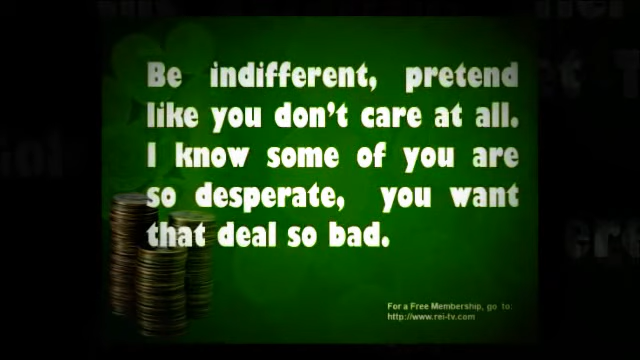 Be indifferent, pretend
like you don't care at all.
I know some of you are
so desperate, you want
that deal so bad.
For a Free Membership, go to:
http://www.rei-tv.com